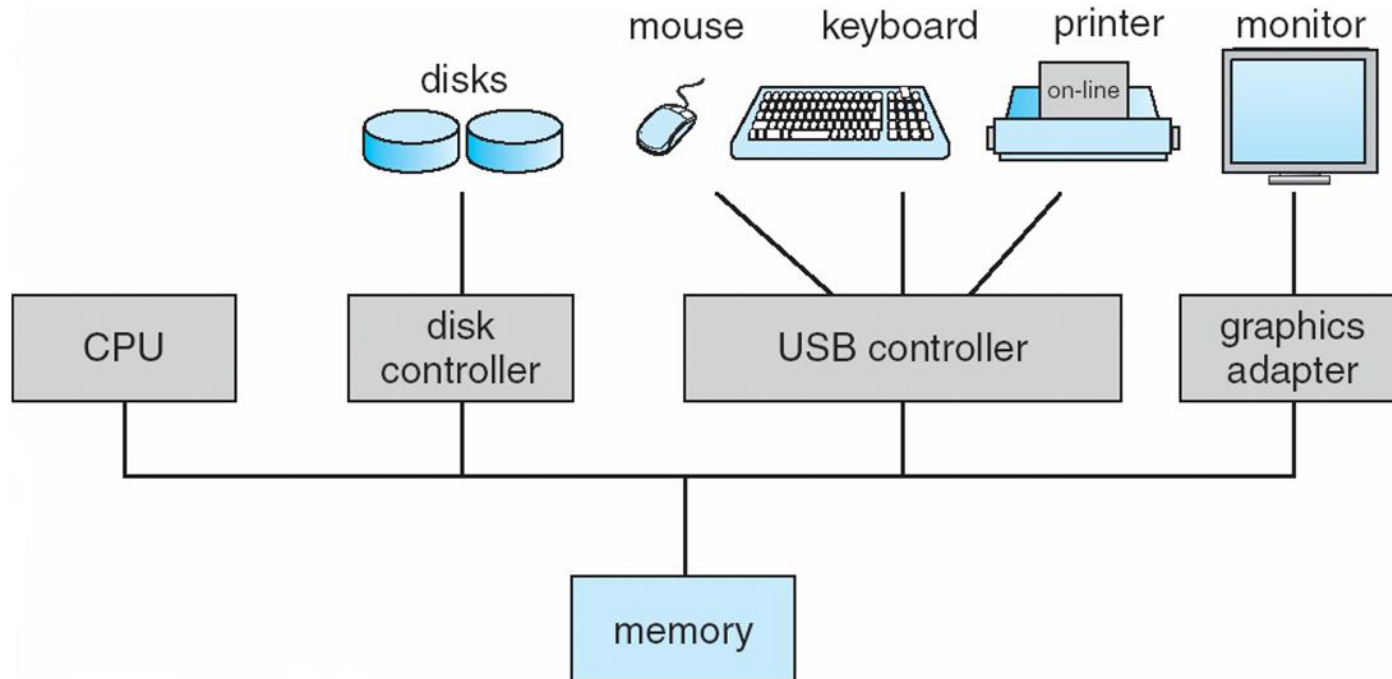 mouse
keyboard
printer
monitor
disks
on-line
CPU
disk
controller
USB controller
graphics
adapter
memory